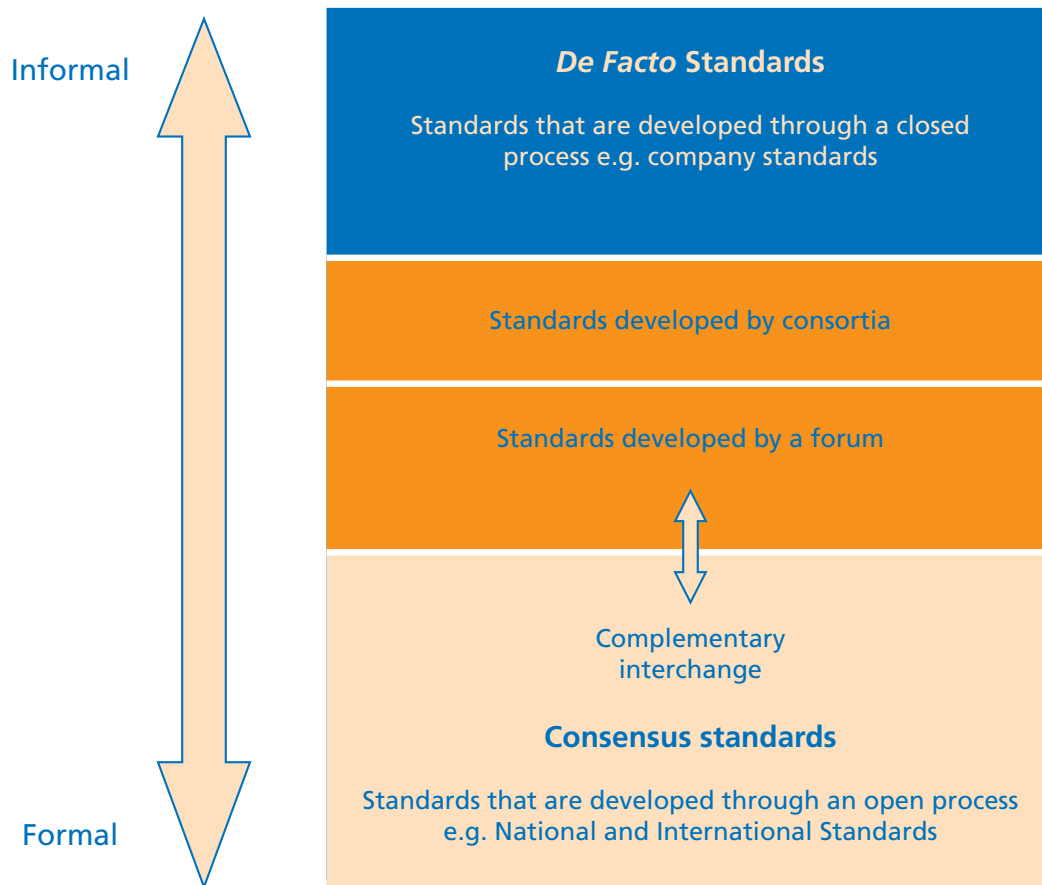 Informal
De Facto Standards
Standards that are developed through a closed
process e.g. company standards
Standards developed by consortia
Standards developed by a forum
Complementary
interchange
Consensus standards
Standards that are developed through an open process
e.g. National and International Standards
Formal